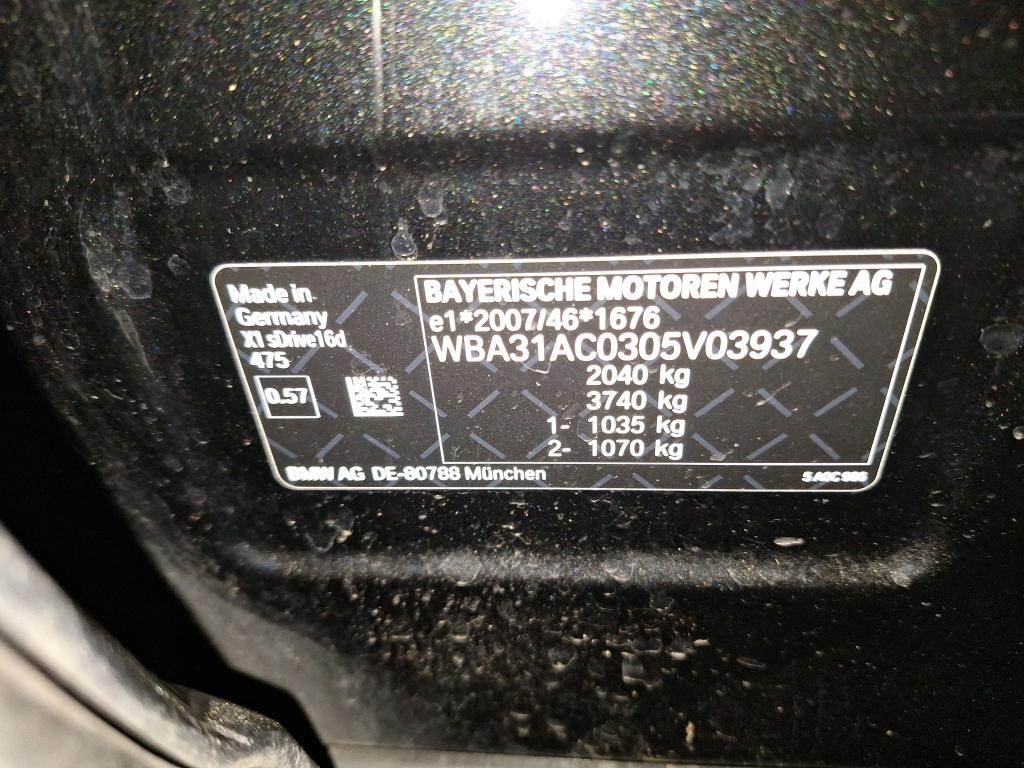 Made in
Germany
X1 sDrive16d
475
0.57
BAYERISCHE MOTOREN WERKE AG
e1*2007/46*1676
WBA31AC0305V03937
2040 kg
3740 kg
1- 1035 kg
2- 1070 kg
BMW AG DE-80788 München